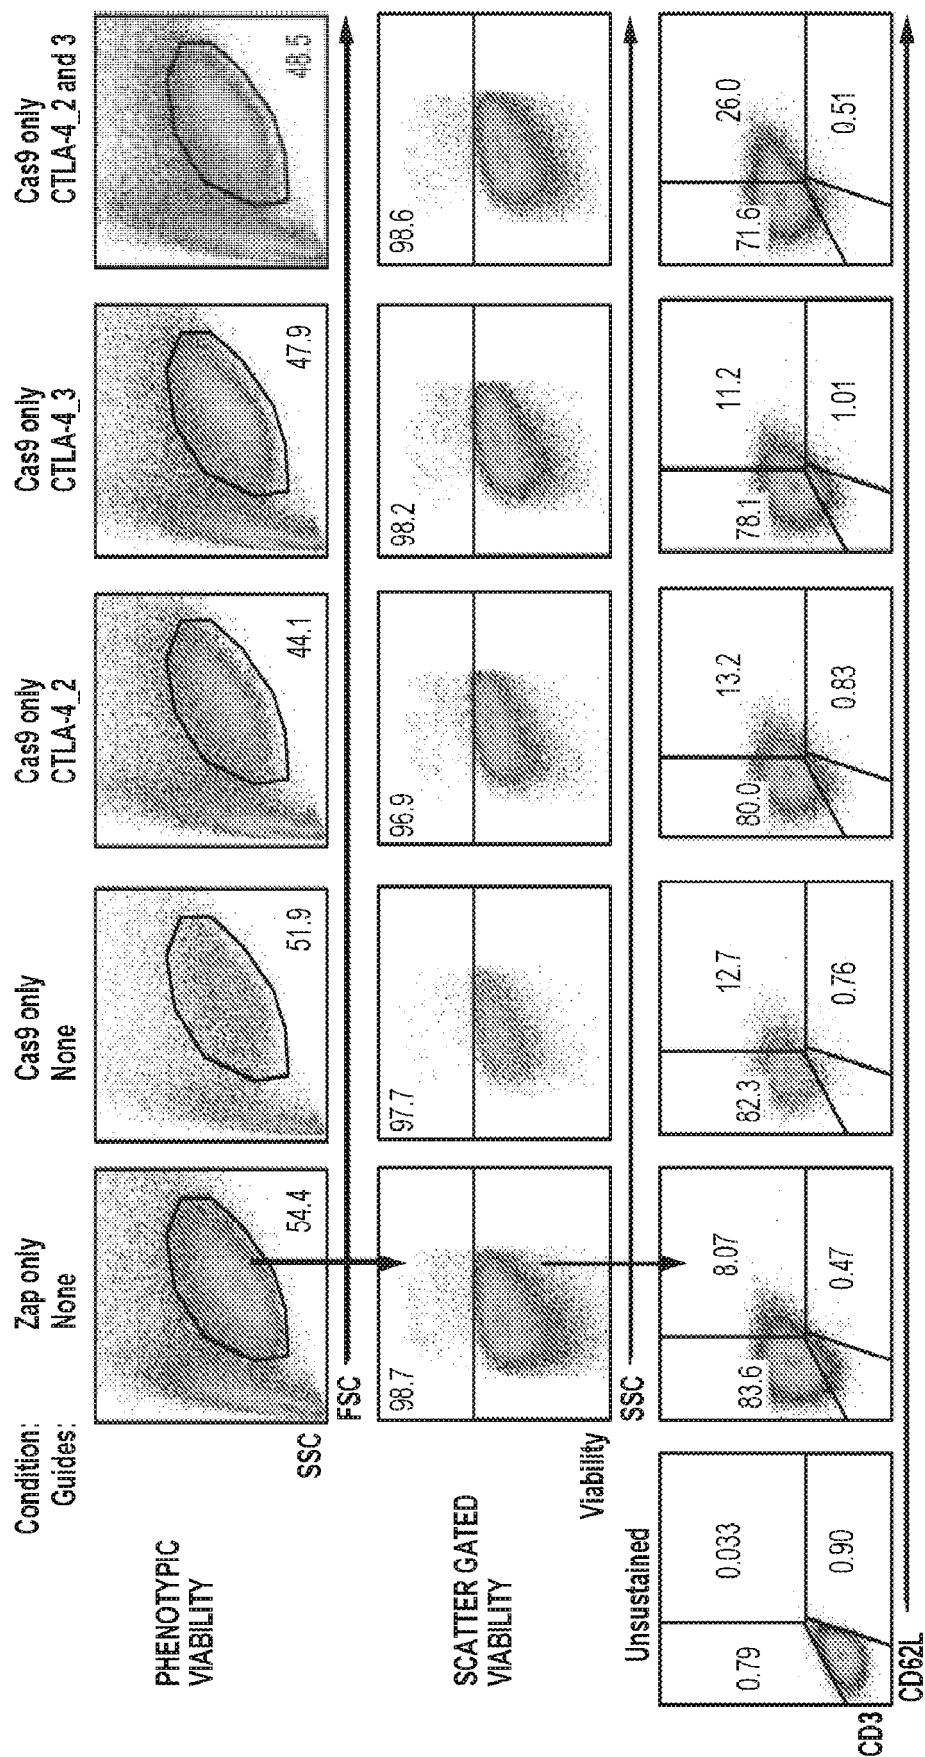 Condition: Zap only Cas9 only Cas9 only Cas9 only Cas9 only
Guides: None None CTLA-4_2 CTLA-4_3 CTLA-4_2 and 3
PHENOTYPIC
VIABILITY
54.4 51.9 44.1 47.9 48.5
SSC
FSC
SCATTER GATED
VIABILITY
98.7 97.7 96.9 98.2 98.6
Viability
SSC
Unsustained
0.79 0.033 83.6 8.07 82.3 12.7 80.0 13.2 78.1 11.2 71.6 26.0
0.90 0.47 0.76 0.83 1.01 0.51
CD3
CD62L